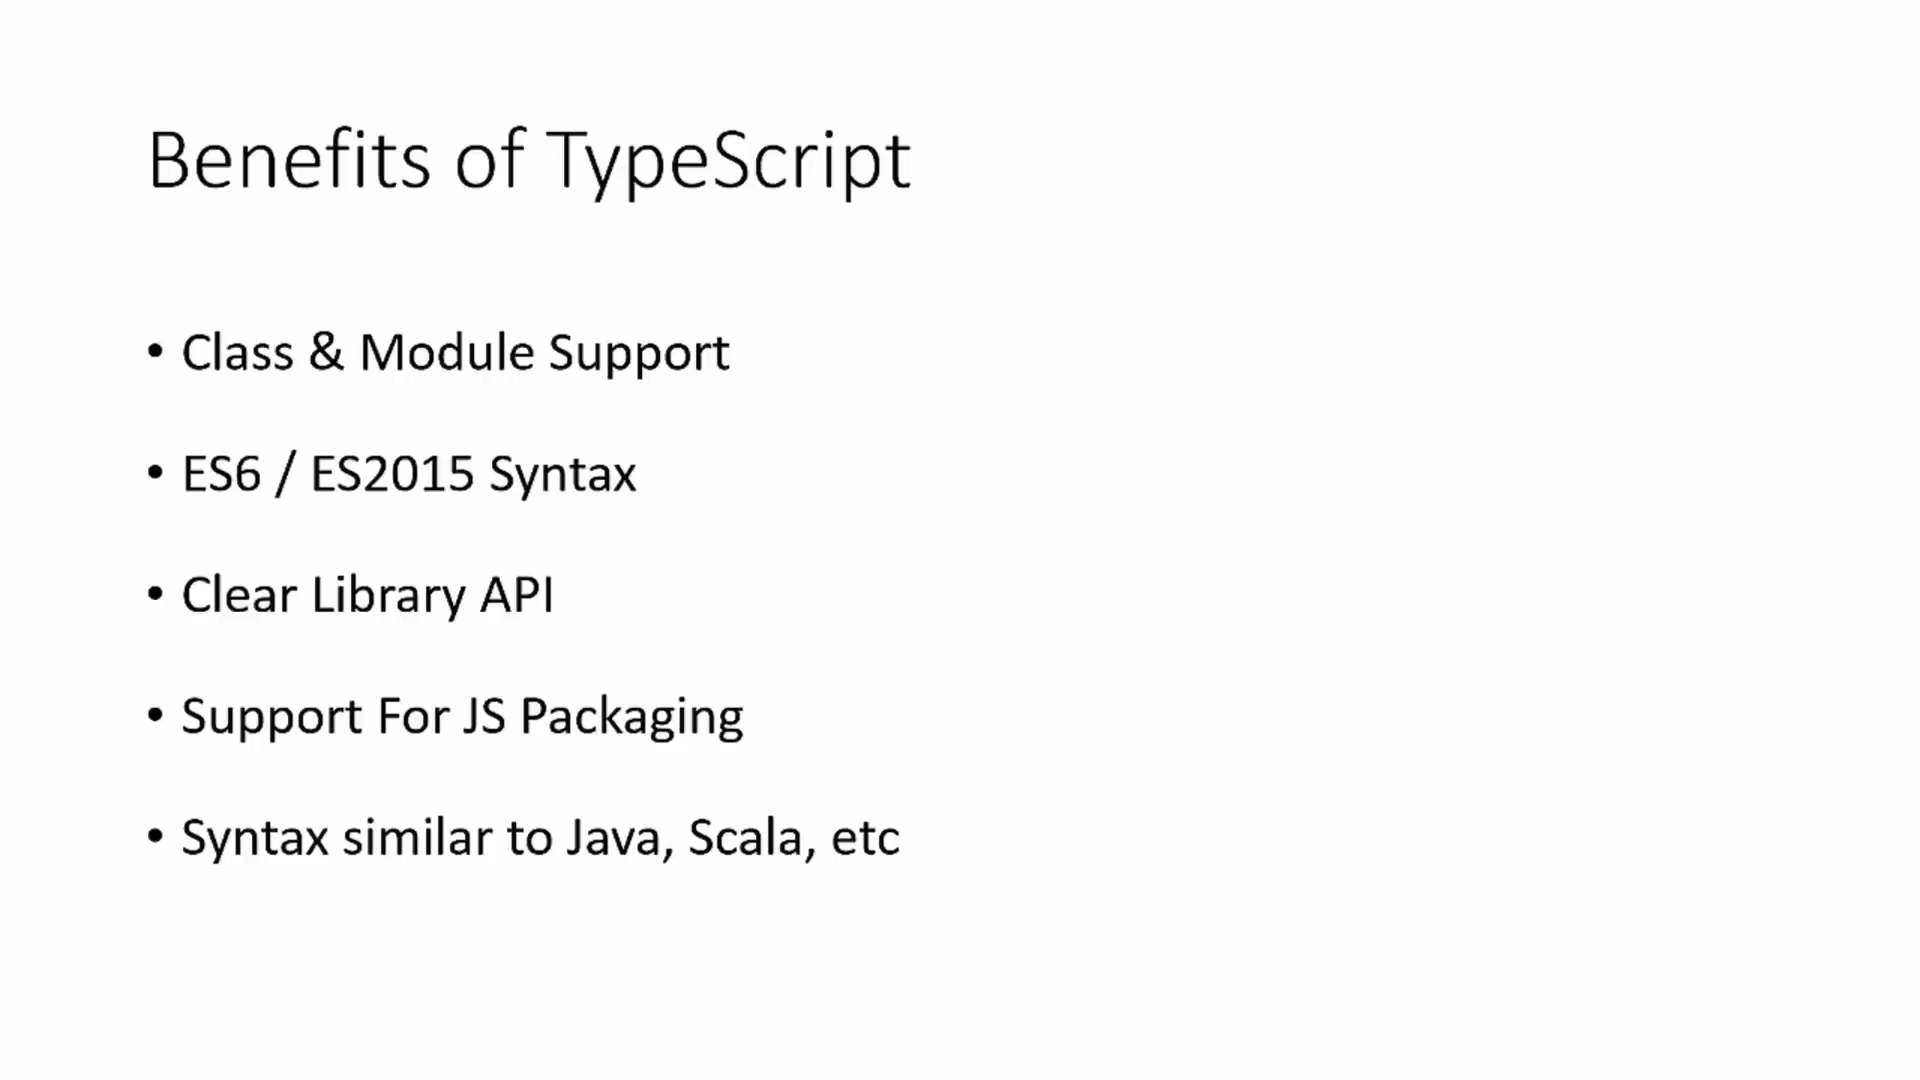 Benefits of TypeScript
• Class & Module Support
• ES6 / ES2015 Syntax
• Clear Library API
• Support For JS Packaging
• Syntax similar to Java, Scala, etc